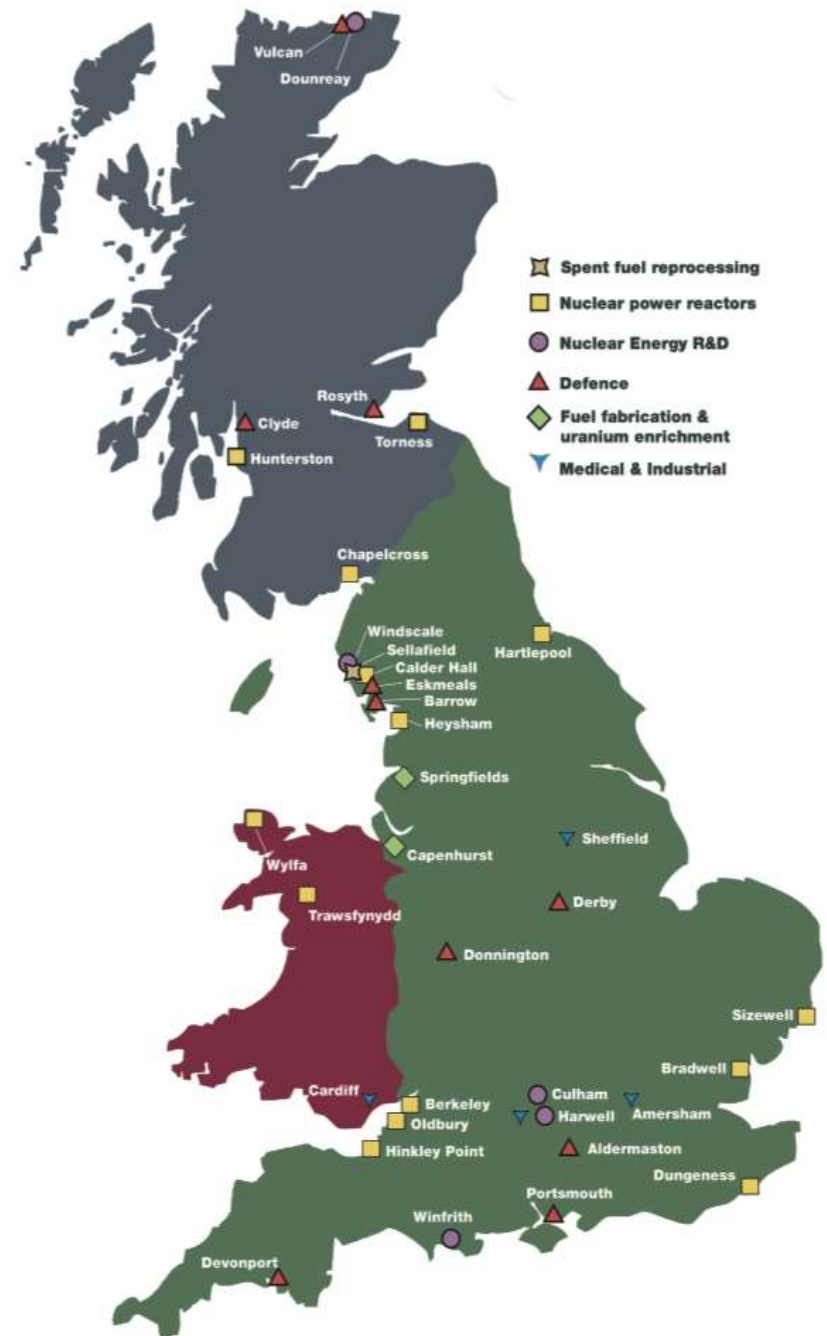 Vulcan
Dounreay
Spent fuel reprocessing
Nuclear power reactors
Nuclear Energy R&D
Defence
Fuel fabrication &
uranium enrichment
Medical & Industrial
Rosyth
Clyde
Torness
Hunterston
Chapelcross
Windscale
Sellafield
Calder Hall
Eskmeals
Barrow
Heysham
Hartlepool
Springfields
Sheffield
Capenhurst
Wylfa
Derby
Trawsfynydd
Donnington
Sizewell
Bradwell
Cardiff
Culham
Berkeley
Harwell
Amersham
Oldbury
Hinkley Point
Aldermaston
Dungeness
Portsmouth
Winfrith
Devonport